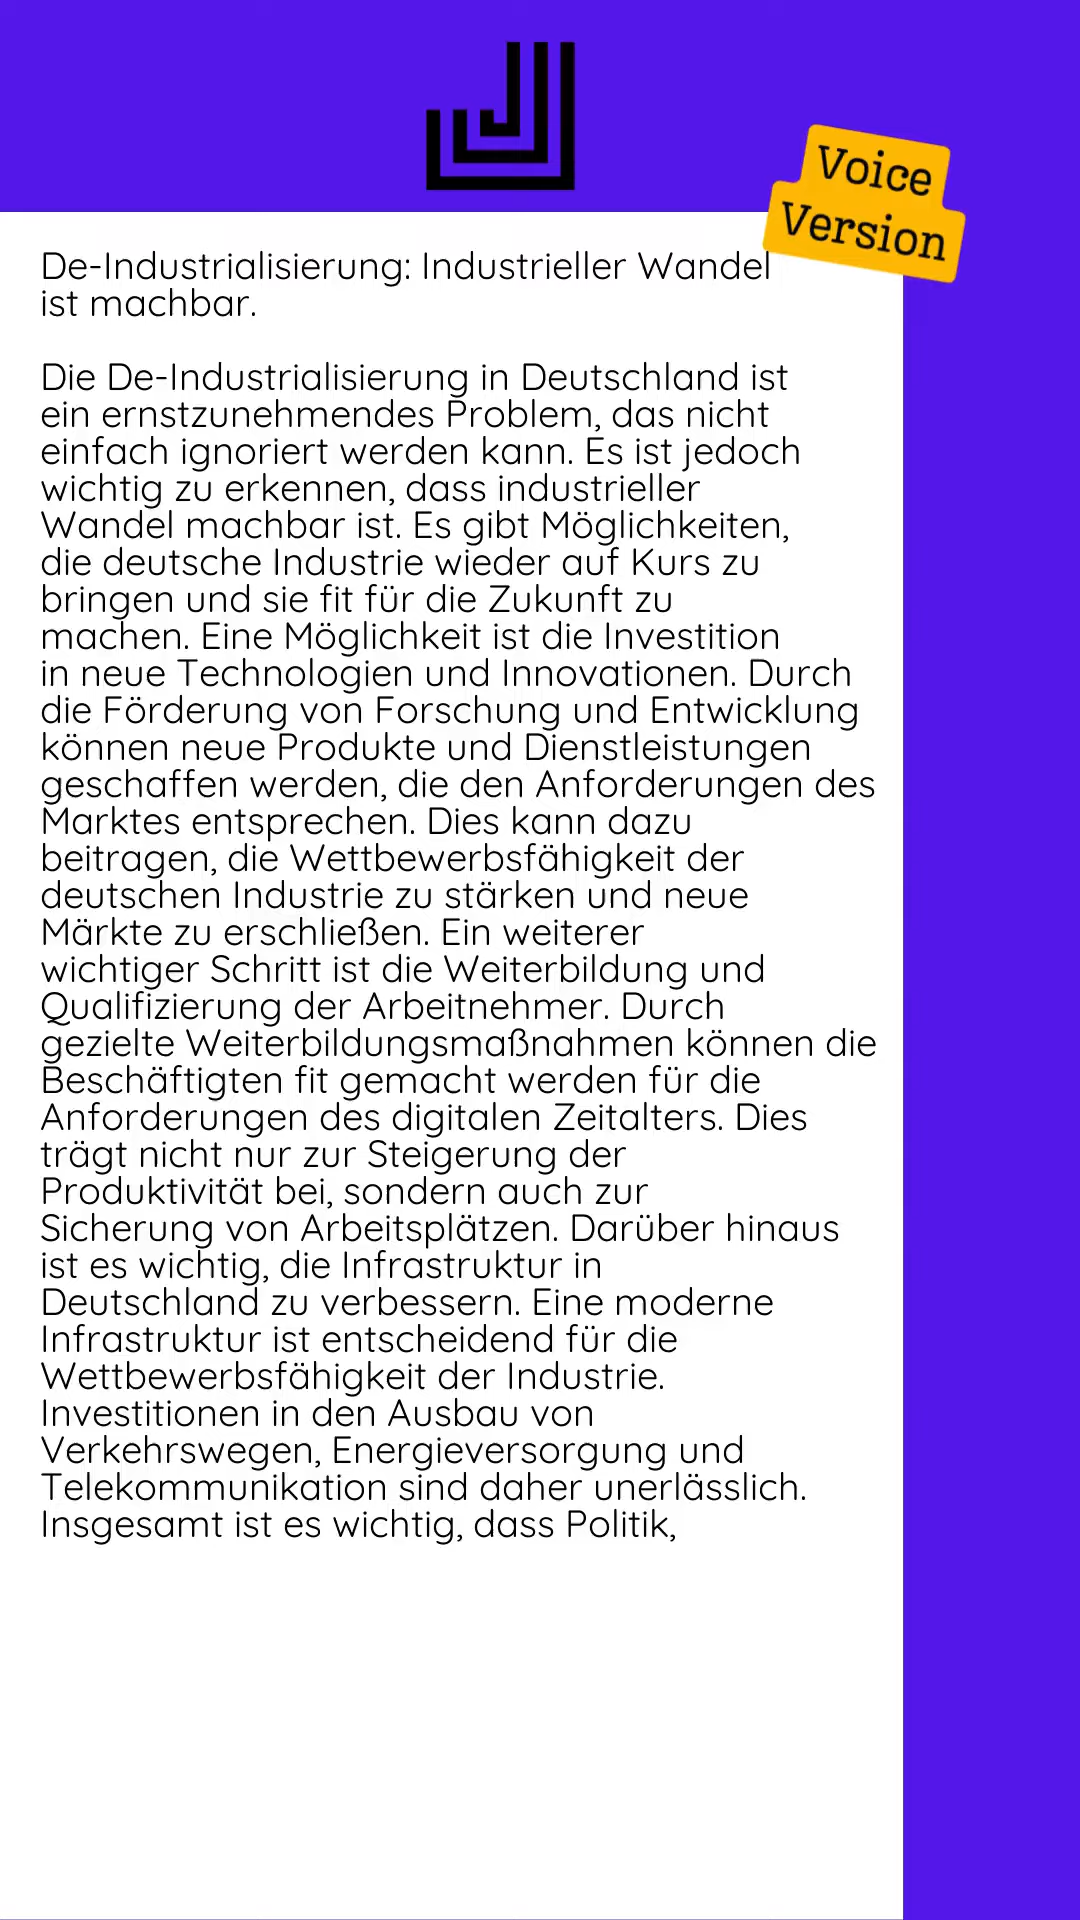 Voice
Version
De-Industrialisierung: Industrieller Wandel
ist machbar.
Die De-Industrialisierung in Deutschland ist
ein ernstzunehmendes Problem, das nicht
einfach ignoriert werden kann. Es ist jedoch
wichtig zu erkennen, dass industrieller
Wandel machbar ist. Es gibt Möglichkeiten,
die deutsche Industrie wieder auf Kurs zu
bringen und sie fit für die Zukunft zu
machen. Eine Möglichkeit ist die Investition
in neue Technologien und Innovationen. Durch
die Förderung von Forschung und Entwicklung
können neue Produkte und Dienstleistungen
geschaffen werden, die den Anforderungen des
Marktes entsprechen. Dies kann dazu
beitragen, die Wettbewerbsfähigkeit der
deutschen Industrie zu stärken und neue
Märkte zu erschließen. Ein weiterer
wichtiger Schritt ist die Weiterbildung und
Qualifizierung der Arbeitnehmer. Durch
gezielte Weiterbildungsmaßnahmen können die
Beschäftigten fit gemacht werden für die
Anforderungen des digitalen Zeitalters. Dies
trägt nicht nur zur Steigerung der
Produktivität bei, sondern auch zur
Sicherung von Arbeitsplätzen. Darüber hinaus
ist es wichtig, die Infrastruktur in
Deutschland zu verbessern. Eine moderne
Infrastruktur ist entscheidend für die
Wettbewerbsfähigkeit der Industrie.
Investitionen in den Ausbau von
Verkehrswegen, Energieversorgung und
Telekommunikation sind daher unerlässlich.
Insgesamt ist es wichtig, dass Politik,